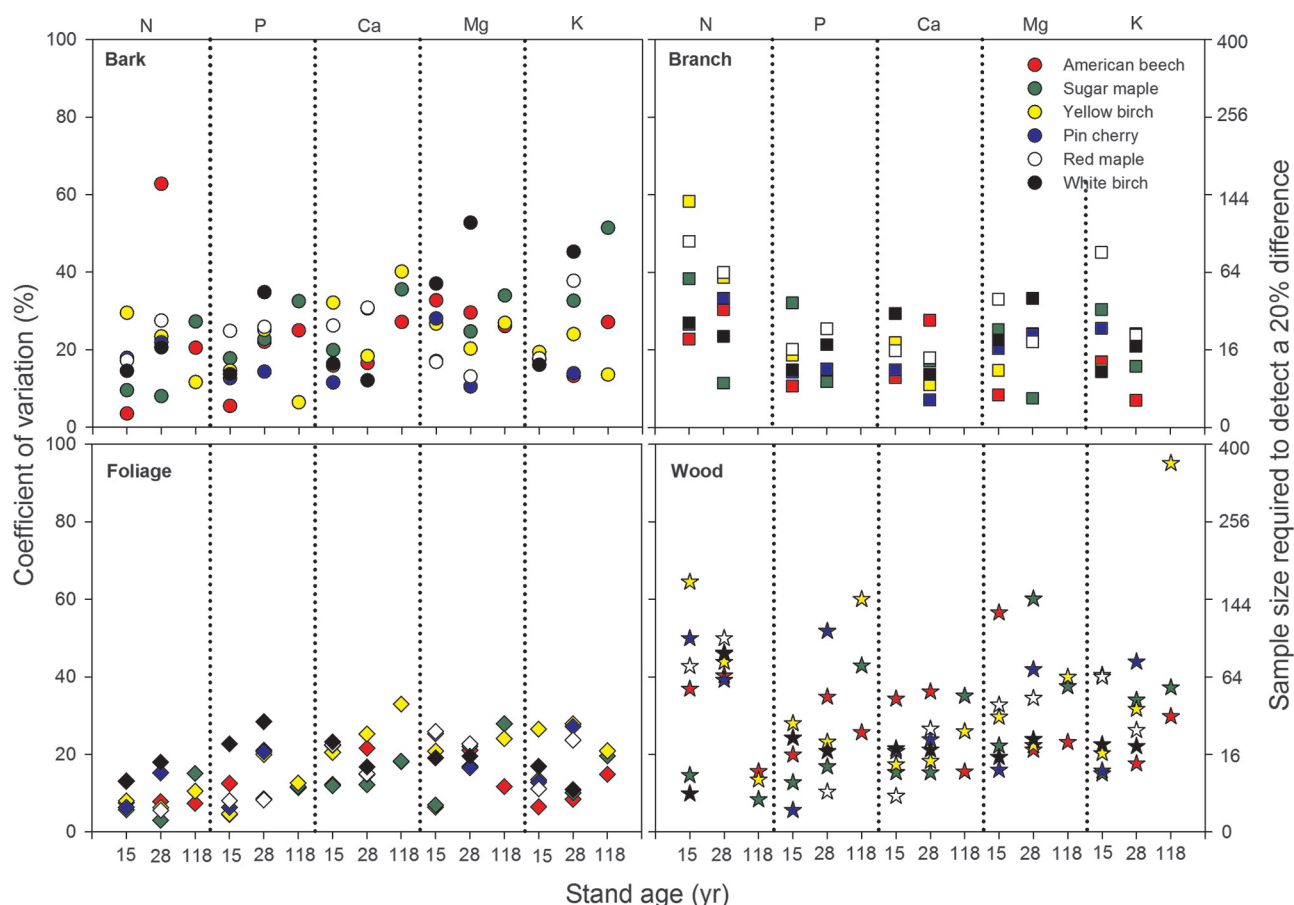 N P Ca Mg K N P Ca Mg K
100 Bark Branch 400
American beech
Sugar maple
80 Yellow birch 256
Pin cherry
Red maple
60 White birch 144
40 64
20 16
0 0
100 Foliage Wood 400
80 256
60 144
40 64
20 16
0 0
15 28 118 15 28 118 15 28 118 15 28 118 15 28 118 15 28 118 15 28 118 15 28 118 15 28 118 15 28 118
Coefficient of variation (%)
Sample size required to detect a 20% difference
Stand age (yr)